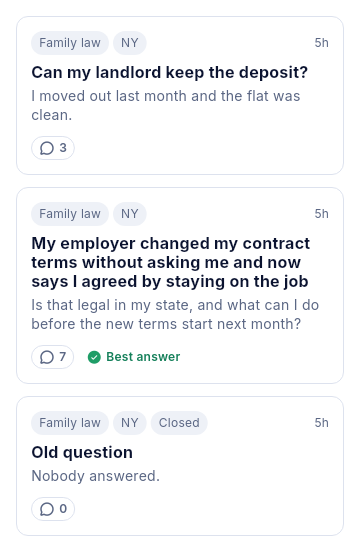 Family law NY 5h
Can my landlord keep the deposit?
I moved out last month and the flat was
clean.
3
Family law NY 5h
My employer changed my contract
terms without asking me and now
says I agreed by staying on the job
Is that legal in my state, and what can I do
before the new terms start next month?
7 Best answer
Family law NY Closed 5h
Old question
Nobody answered.
0